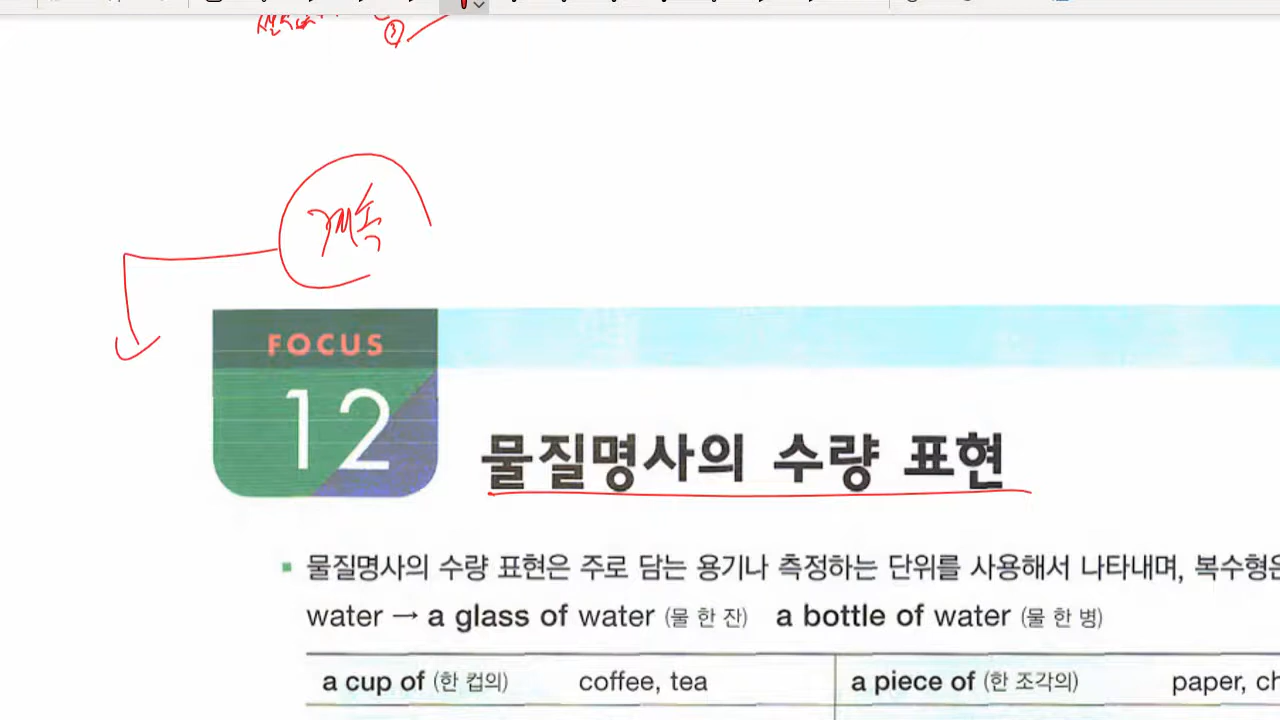 ③
계속
FOCUS
12
물질명사의 수량 표현
물질명사의 수량 표현은 주로 담는 용기나 측정하는 단위를 사용해서 나타내며, 복수형은
water → a glass of water (물 한 잔) a bottle of water (물 한 병)
a cup of (한 컵의) coffee, tea a piece of (한 조각의) paper, ch